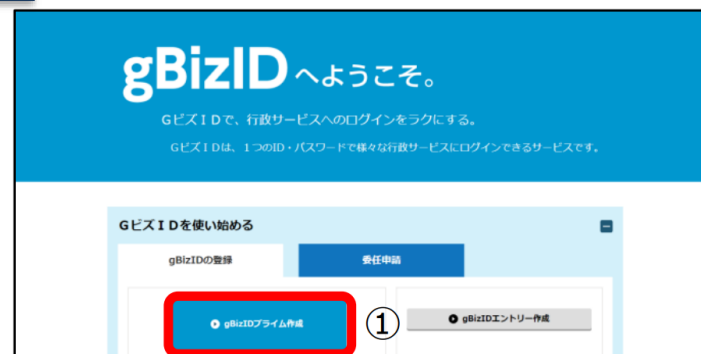 gBizIDへようこそ。
GビズIDで、行政サービスへのログインをラクにする。
GビズIDは、1つのID・パスワードで様々な行政サービスにログインできるサービスです。
GビズIDを使い始める
gBizIDの登録
委任申請
gBizIDプライム作成
①
gBizIDエントリー作成